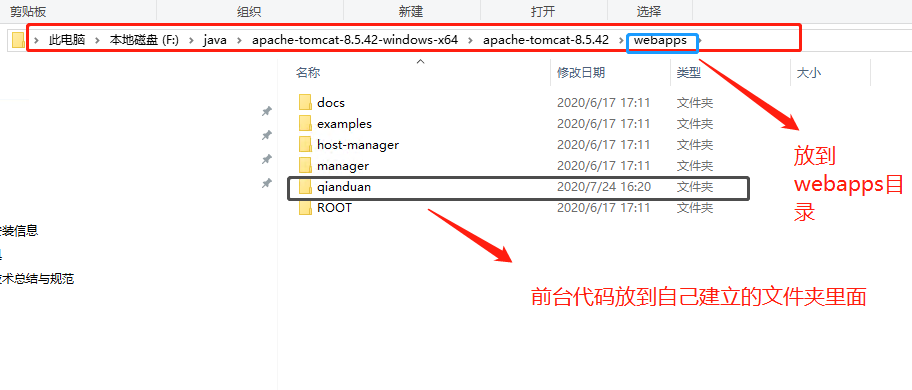 剪贴板 组织 新建 打开 选择
此电脑 本地磁盘 (F:) java apache-tomcat-8.5.42-windows-x64 apache-tomcat-8.5.42 webapps
名称 修改日期 类型 大小
docs 2020/6/17 17:11 文件夹
examples 2020/6/17 17:11 文件夹
host-manager 2020/6/17 17:11 文件夹
manager 2020/6/17 17:11 文件夹
qianduan 2020/7/24 16:20 文件夹
ROOT 2020/6/17 17:11 文件夹
放到
webapps目
录
装信息
术总结与规范
前台代码放到自己建立的文件夹里面